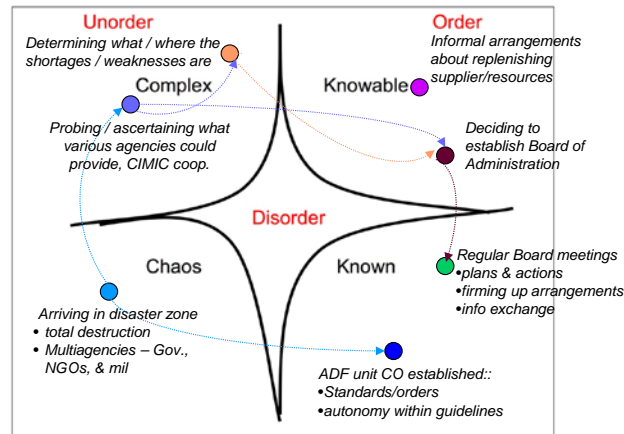 Unorder
Order
Determining what / where the
shortages / weaknesses are
Informal arrangements
about replenishing
supplier/resources
Complex
Knowable
Probing / ascertaining what
various agencies could
provide, CIMIC coop.
Deciding to
establish Board of
Administration
Disorder
Chaos
Known
Regular Board meetings
•plans & actions
•firming up arrangements
•info exchange
Arriving in disaster zone
• total destruction
• Multiagencies – Gov.,
NGOs, & mil
ADF unit CO established::
•Standards/orders
•autonomy within guidelines